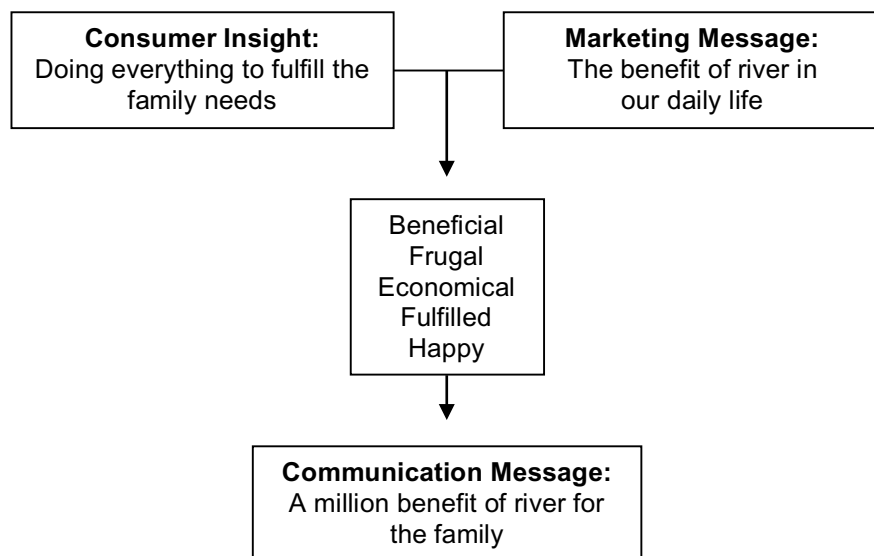 Consumer Insight:
Doing everything to fulfill the
family needs
Marketing Message:
The benefit of river in
our daily life
Beneficial
Frugal
Economical
Fulfilled
Happy
Communication Message:
A million benefit of river for
the family